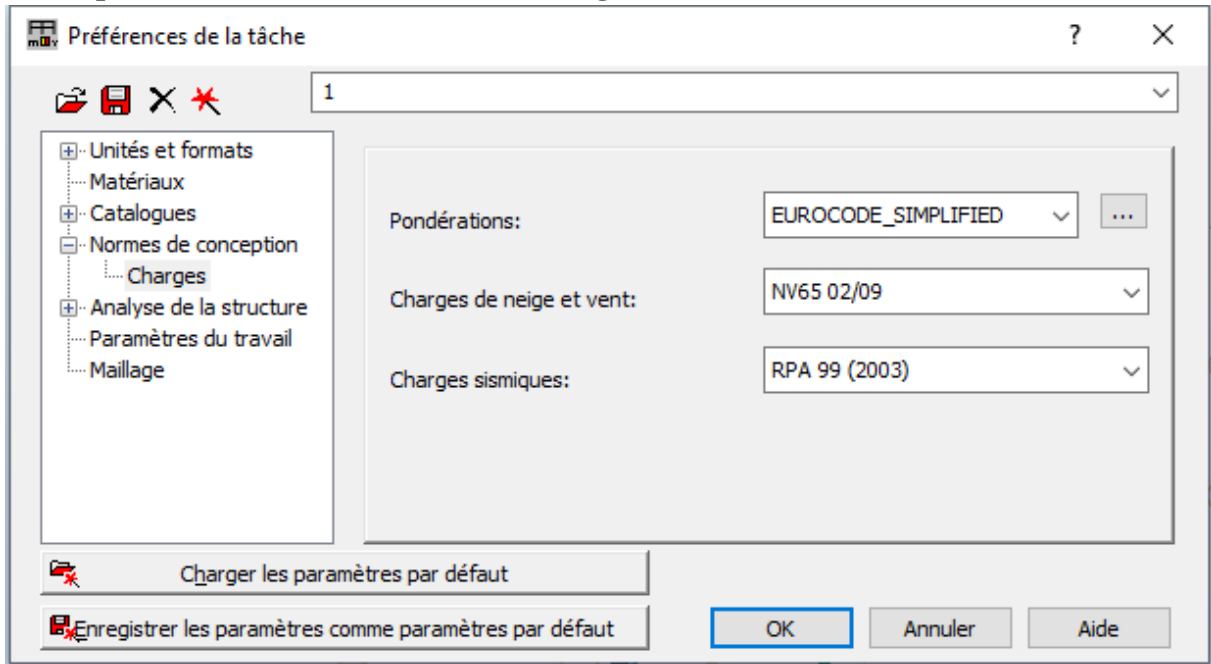 Préférences de la tâche
?
1
Unités et formats
Matériaux
Catalogues
Normes de conception
Charges
Analyse de la structure
Paramètres du travail
Maillage
Pondérations:
EUROCODE_SIMPLIFIED
...
Charges de neige et vent:
NV65 02/09
Charges sismiques:
RPA 99 (2003)
Charger les paramètres par défaut
Enregistrer les paramètres comme paramètres par défaut
OK
Annuler
Aide